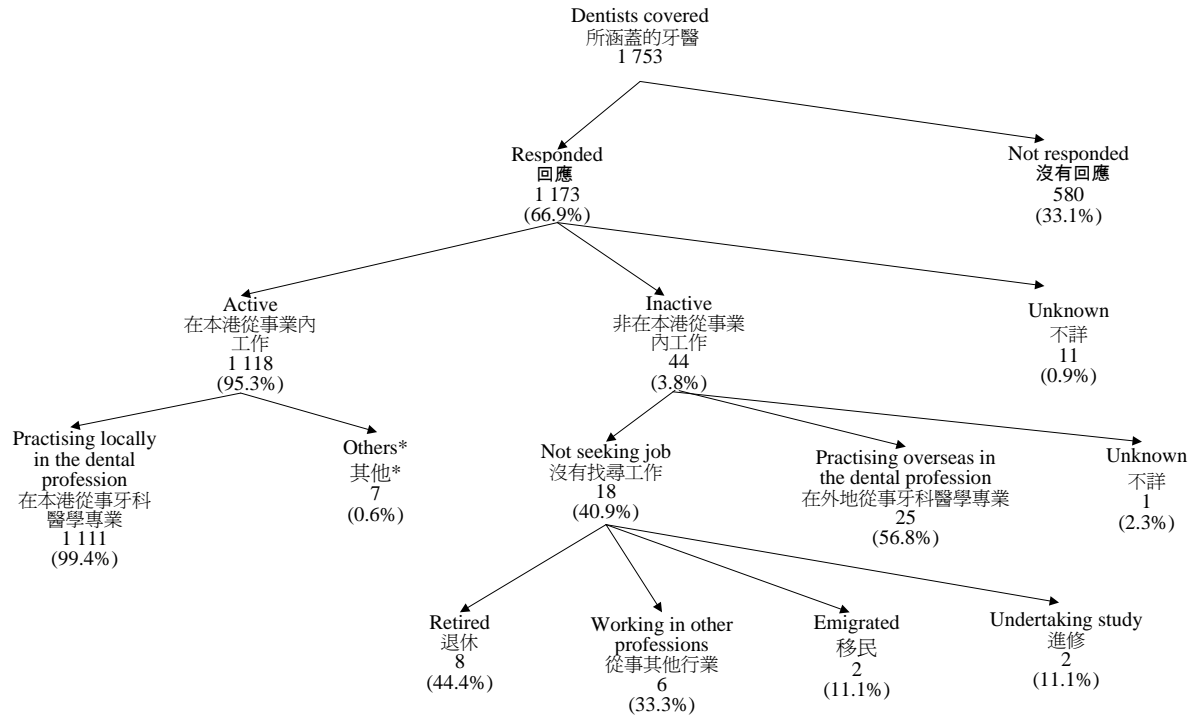 Dentists covered
所涵蓋的牙醫
1 753
Responded
回應
1 173
(66.9%)
Not responded
沒有回應
580
(33.1%)
Active
在本港從事業內
工作
1 118
(95.3%)
Inactive
非在本港從事業
內工作
44
(3.8%)
Unknown
不詳
11
(0.9%)
Practising locally
in the dental
profession
在本港從事牙科
醫學專業
1 111
(99.4%)
Others*
其他*
7
(0.6%)
Not seeking job
沒有找尋工作
18
(40.9%)
Practising overseas in
the dental profession
在外地從事牙科醫學專業
25
(56.8%)
Unknown
不詳
1
(2.3%)
Retired
退休
8
(44.4%)
Working in other
professions
從事其他行業
6
(33.3%)
Emigrated
移民
2
(11.1%)
Undertaking study
進修
2
(11.1%)